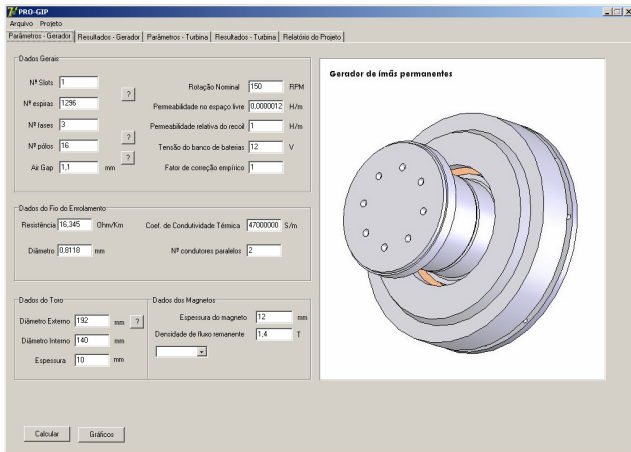 PRO-GIP
Arquivo Projeto
Parâmetros - Gerador Resultados - Gerador Parâmetros - Turbina Resultados - Turbina Relatório do Projeto
Dados Gerais
Nº Slots 1
Nº espiras 1296 ?
Nº fases 3
Nº pólos 16 ?
Air Gap 1,1 mm ?
Rotação Nominal 150 RPM
Permeabilidade no espaço livre 0,0000012 H/m
Permeabilidade relativa do recoil 1 H/m
Tensão do banco de baterias 12 V
Fator de correção empírico 1
Dados do Fio do Enrolamento
Resistência 16,345 Ohm/Km Coef. de Condutividade Térmica 47000000 S/m
Diâmetro 0,8118 mm Nº condutores paralelos 2
Dados do Toro
Diâmetro Externo 192 mm ?
Diâmetro Interno 140 mm
Espessura 10 mm
Dados dos Magnetos
Espessura do magneto 12 mm
Densidade de fluxo remanente 1,4 T
Calcular Gráficos
Gerador de ímãs permanentes